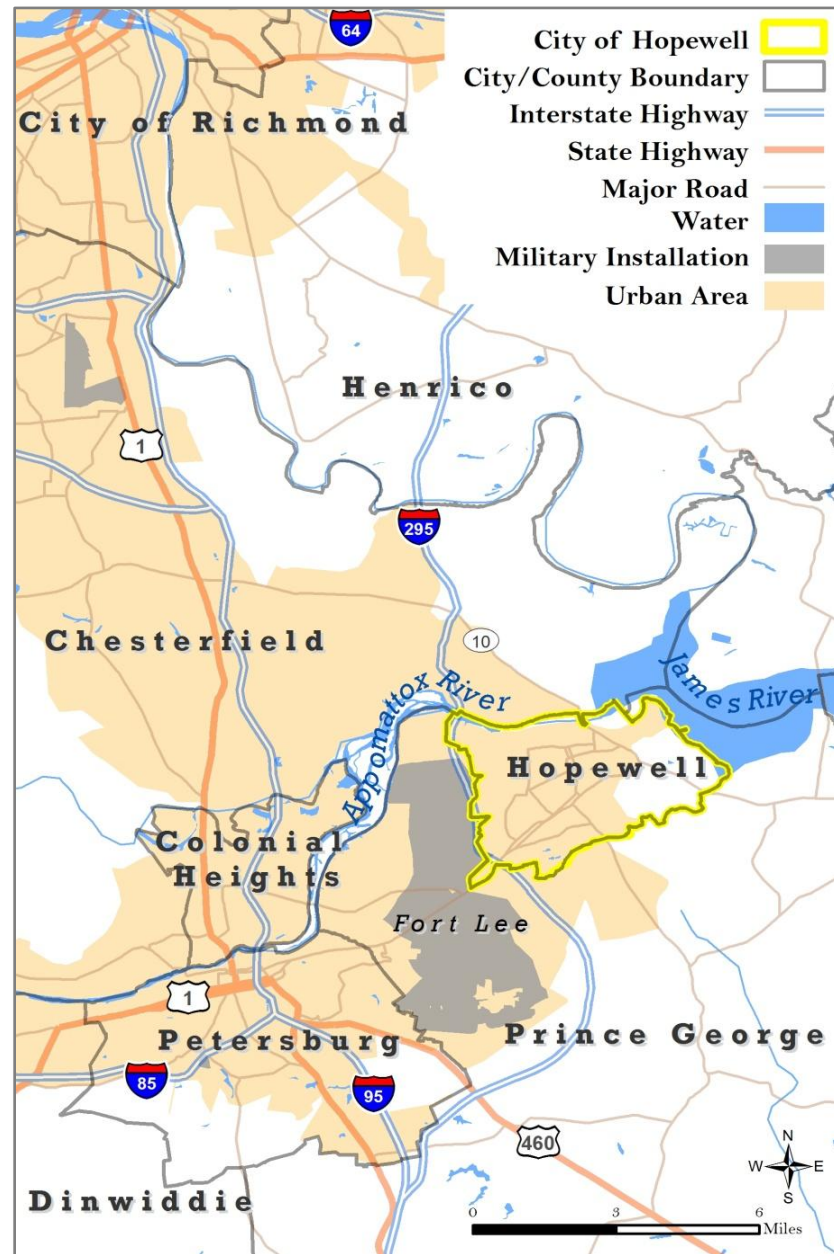 64
City of Hopewell
City/County Boundary
Interstate Highway
State Highway
Major Road
Water
Military Installation
Urban Area
City of Richmond
Henrico
1
295
Chesterfield
10
Appomattox River
James River
Hopewell
Colonial
Heights
Fort Lee
1
Petersburg
Prince George
85
95
460
Dinwiddie
N
W E
S
0 3 6
Miles